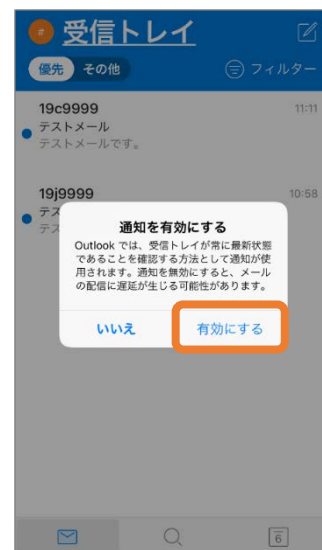 受信トレイ
優先 その他 フィルター
19c9999 11:11
テストメール
テストメールです。
19j9999 10:58
テス
テス
通知を有効にする
Outlook では、受信トレイが常に最新状態
であることを確認する方法として通知が使
用されます。通知を無効にすると、メール
の配信に遅延が生じる可能性があります。
いいえ 有効にする
6